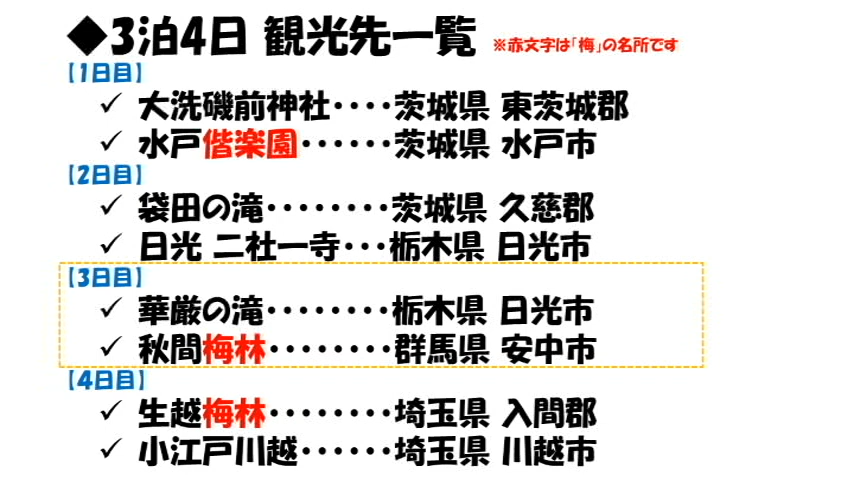 ◆3泊4日 観光先一覧 ※赤文字は「梅」の名所です
【1日目】
✓ 大洗磯前神社････茨城県 東茨城郡
✓ 水戸偕楽園･･････茨城県 水戸市
【2日目】
✓ 袋田の滝････････茨城県 久慈郡
✓ 日光 二社一寺･･･栃木県 日光市
【3日目】
✓ 華厳の滝････････栃木県 日光市
✓ 秋間梅林････････群馬県 安中市
【4日目】
✓ 生越梅林････････埼玉県 入間郡
✓ 小江戸川越･･････埼玉県 川越市